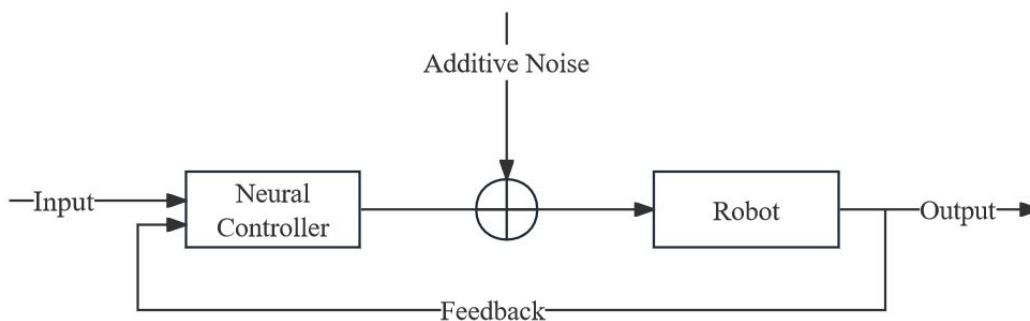 Additive Noise
Input
Neural
Controller
Robot
Output
Feedback